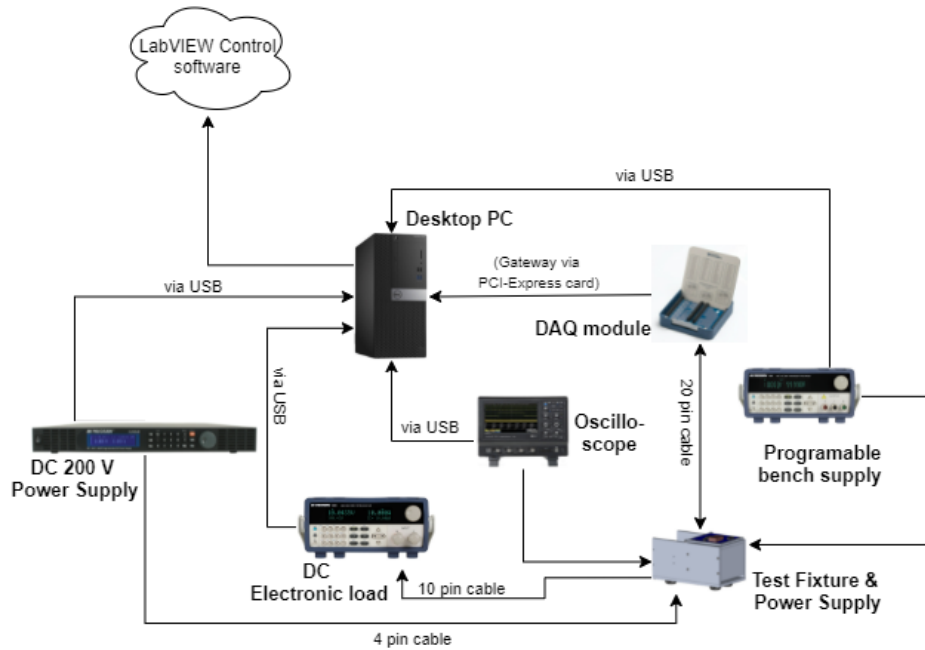 LabVIEW Control
software
via USB
Desktop PC
(Gateway via
PCI-Express card)
via USB
DAQ module
via USB
20 pin cable
via USB
Oscillo-
scope
Programable
bench supply
DC 200 V
Power Supply
DC
Electronic load
10 pin cable
Test Fixture &
Power Supply
4 pin cable